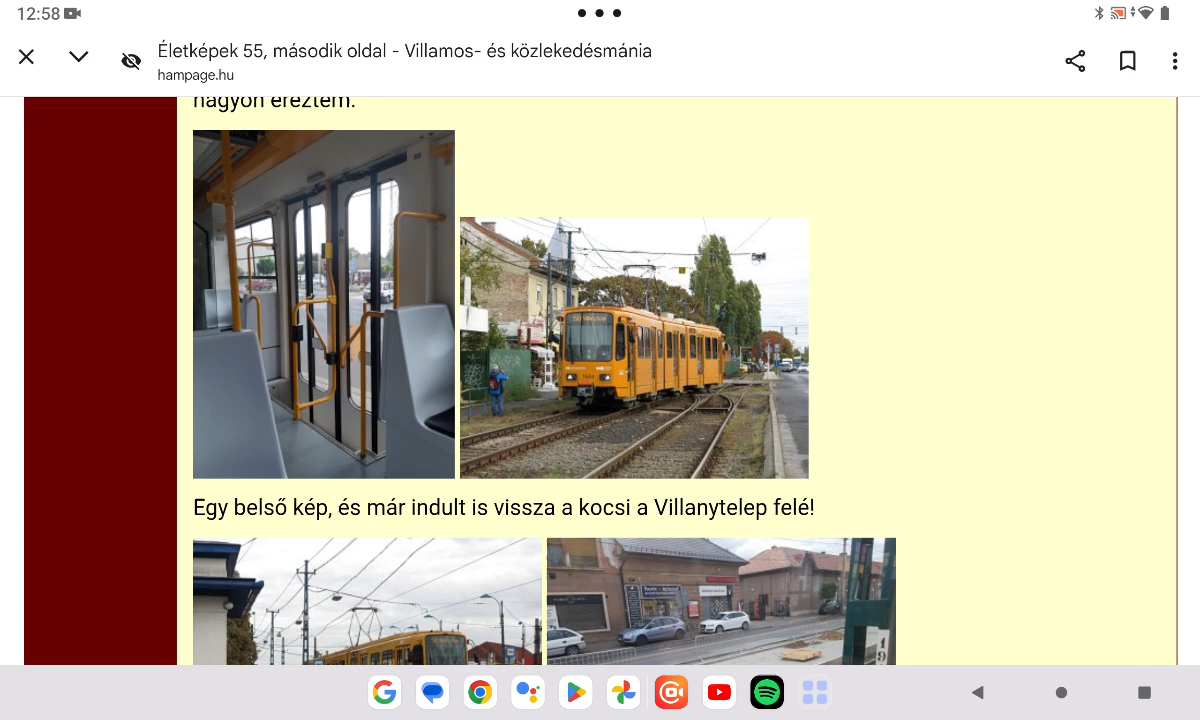 12:58
Életképek 55, második oldal - Villamos- és közlekedésmánia
hampage.hu
nagyon éreztem.
Egy belső kép, és már indult is vissza a kocsi a Villanytelep felé!